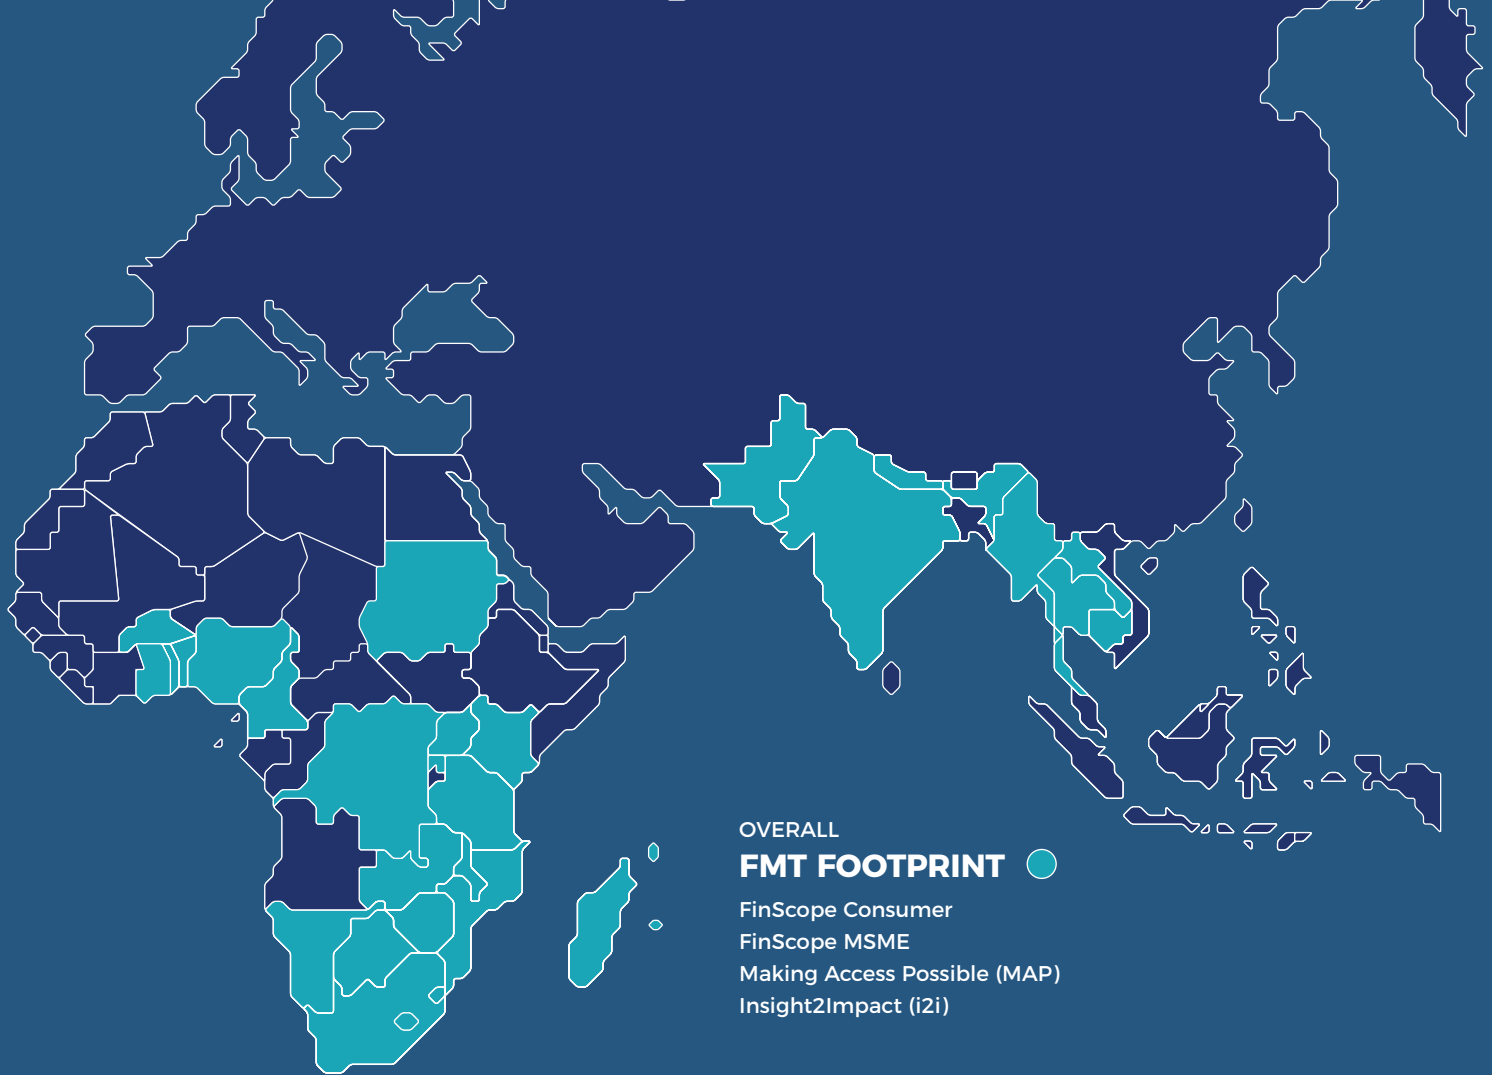 OVERALL
FMT FOOTPRINT
FinScope Consumer
FinScope MSME
Making Access Possible (MAP)
Insight2Impact (i2i)